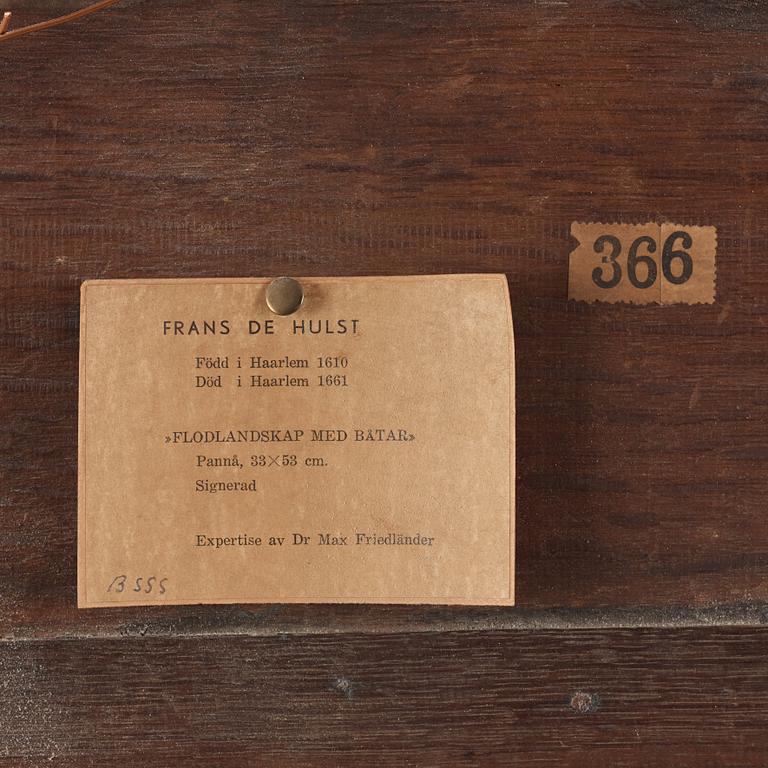 366
FRANS DE HULST
Född i Haarlem 1610
Död i Haarlem 1661
»FLODLANDSKAP MED BÅTAR»
Pannå, 33×53 cm.
Signerad
Expertise av Dr Max Friedländer
B 555